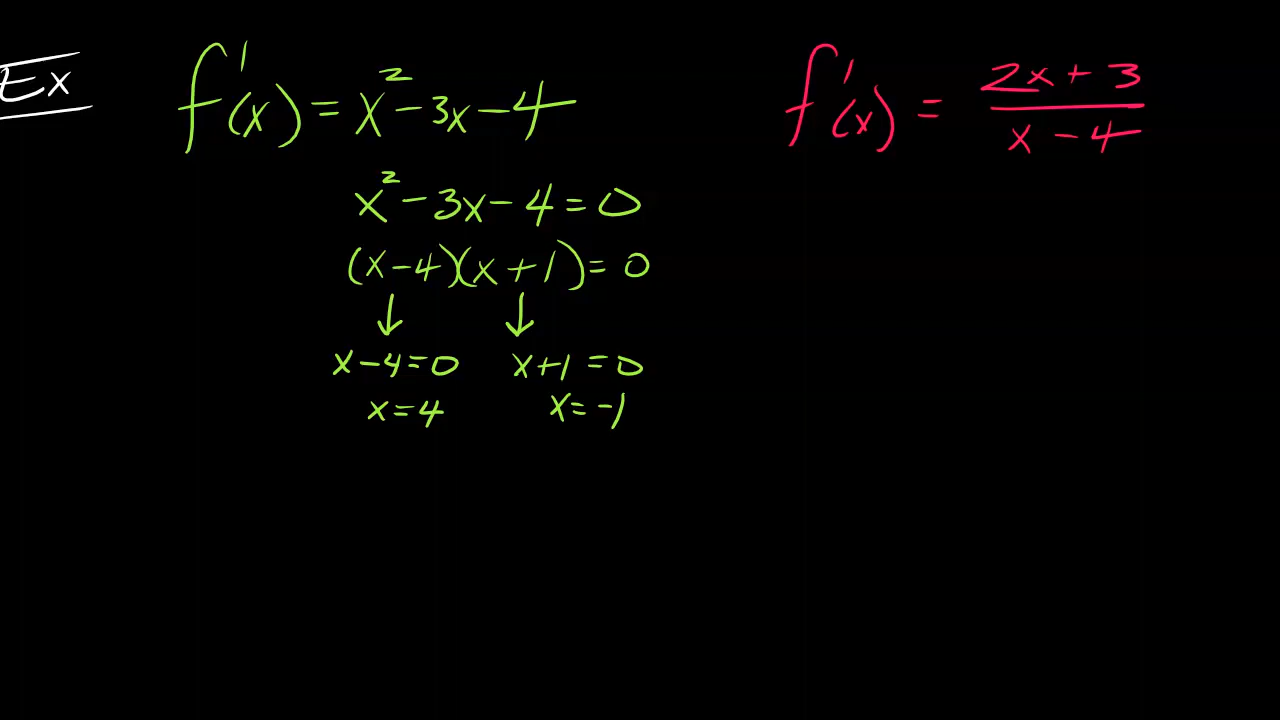 Ex
f'(x) = x² - 3x - 4
x² - 3x - 4 = 0
(x - 4)(x + 1) = 0
↓ ↓
x - 4 = 0 x + 1 = 0
x = 4 x = -1
f'(x) = (2x + 3)/(x - 4)